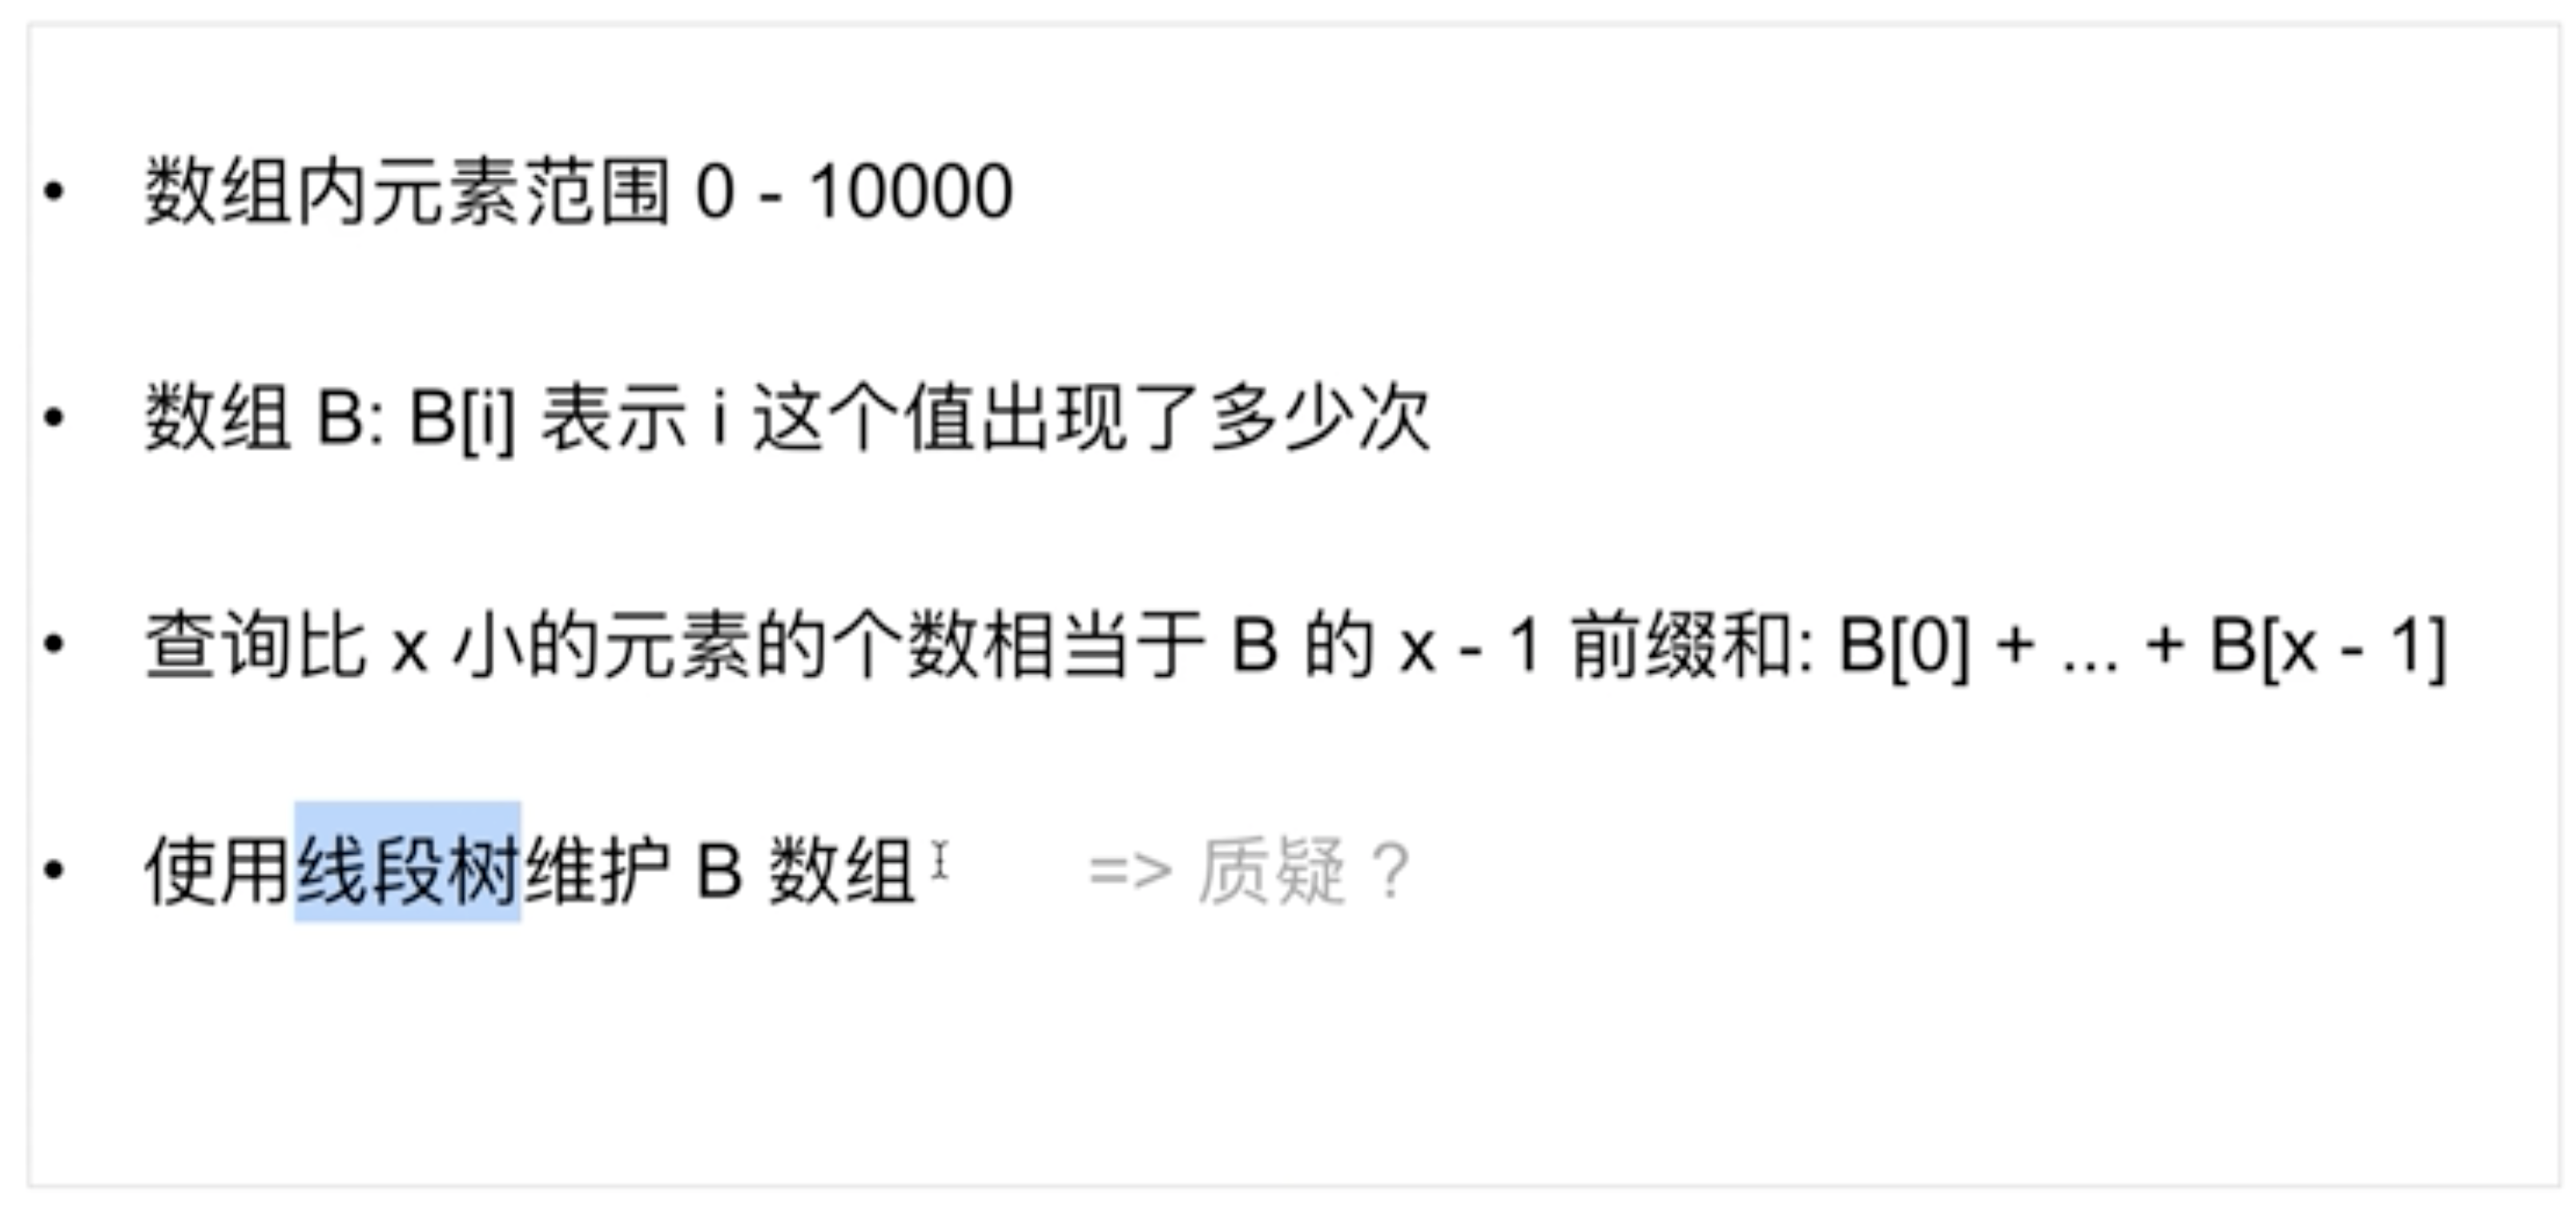 • 数组内元素范围 0 - 10000
• 数组 B: B[i] 表示 i 这个值出现了多少次
• 查询比 x 小的元素的个数相当于 B 的 x - 1 前缀和: B[0] + ... + B[x - 1]
• 使用线段树维护 B 数组 => 质疑？